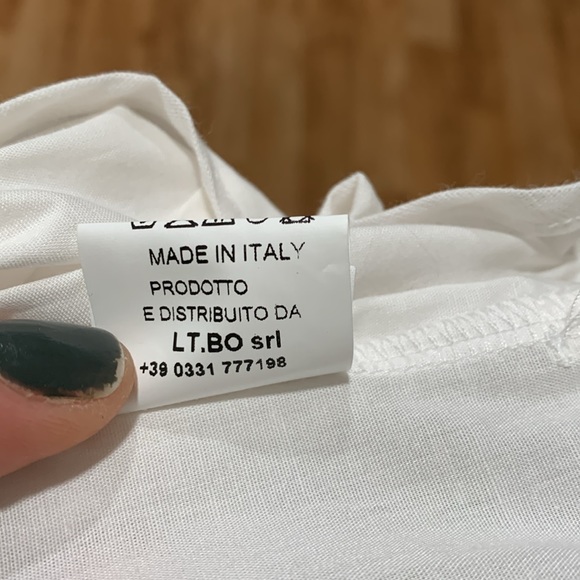 MADE IN ITALY
PRODOTTO
E DISTRIBUITO DA
LT.BO srl
+39 0331 777198